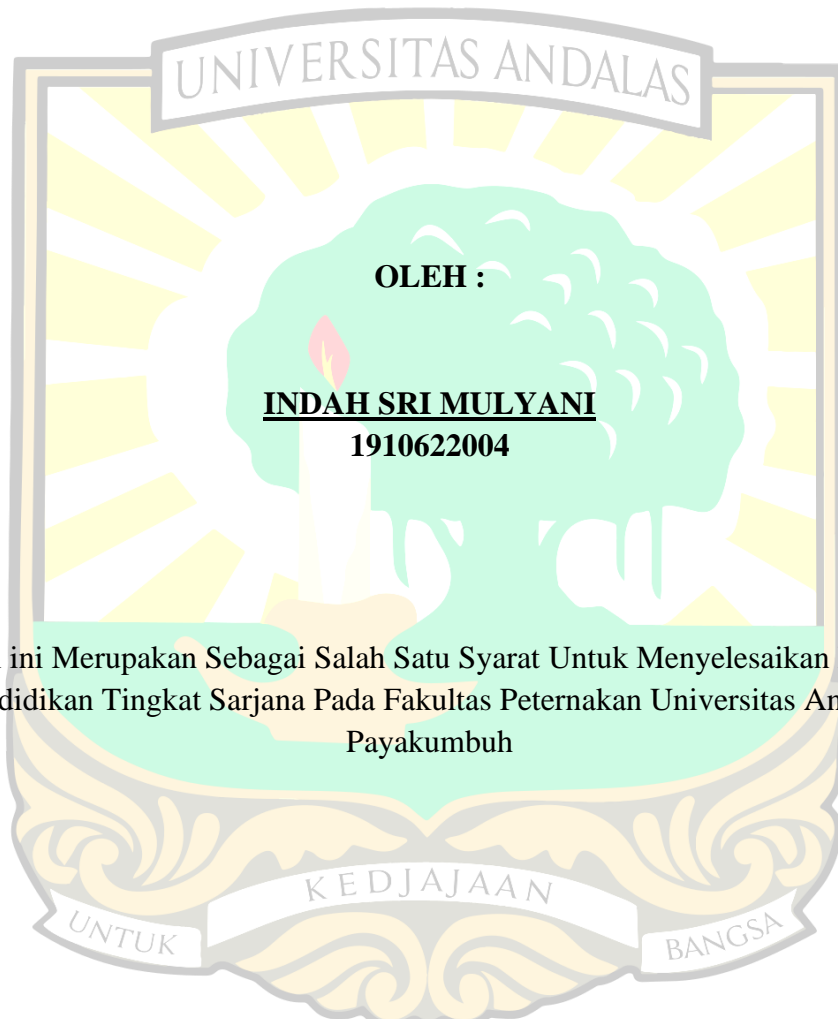 UNIVERSITAS ANDALAS
OLEH :
INDAH SRI MULYANI
1910622004
ini Merupakan Sebagai Salah Satu Syarat Untuk Menyelesaikan
didikan Tingkat Sarjana Pada Fakultas Peternakan Universitas An
Payakumbuh
KEDJAJAAN
UNTUK
BANGSA